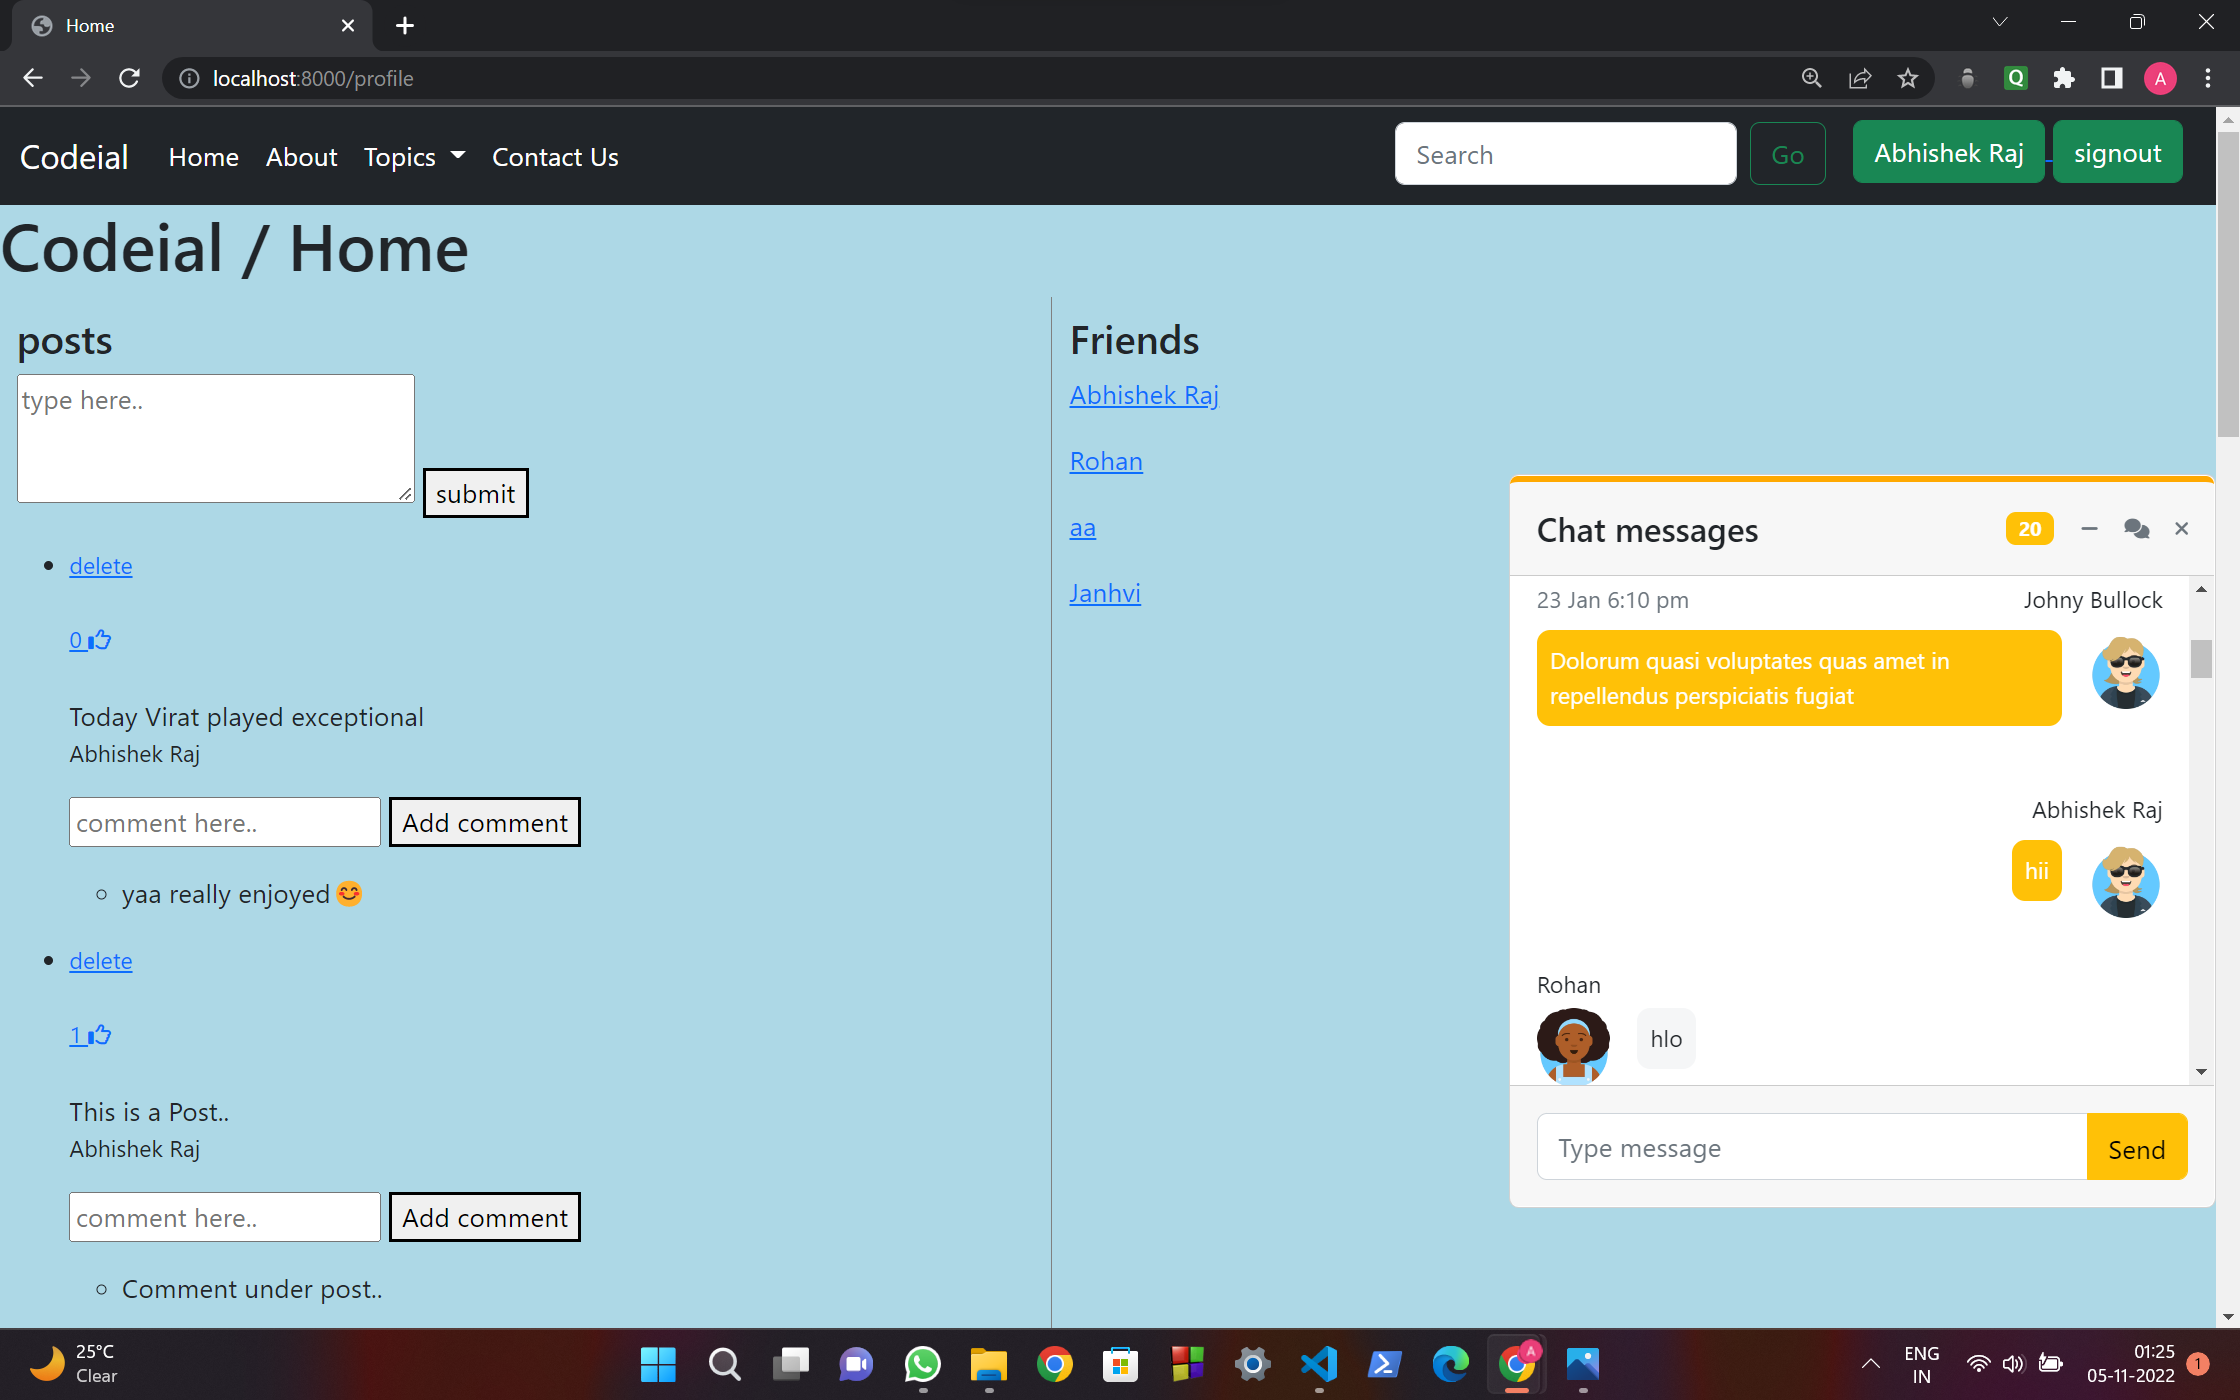 Home
localhost:8000/profile
Q
A
Codeial
Home
About
Topics
Contact Us
Search
Go
Abhishek Raj
signout
Codeial / Home
posts
type here..
submit
delete
0
Today Virat played exceptional
Abhishek Raj
comment here..
Add comment
yaa really enjoyed 😊
delete
1
This is a Post..
Abhishek Raj
comment here..
Add comment
Comment under post..
Friends
Abhishek Raj
Rohan
aa
Janhvi
Chat messages
20
23 Jan 6:10 pm
Johny Bullock
Dolorum quasi voluptates quas amet in
repellendus perspiciatis fugiat
Abhishek Raj
hii
Rohan
hlo
Type message
Send
25°C
Clear
A
ENG
IN
01:25
05-11-2022
1